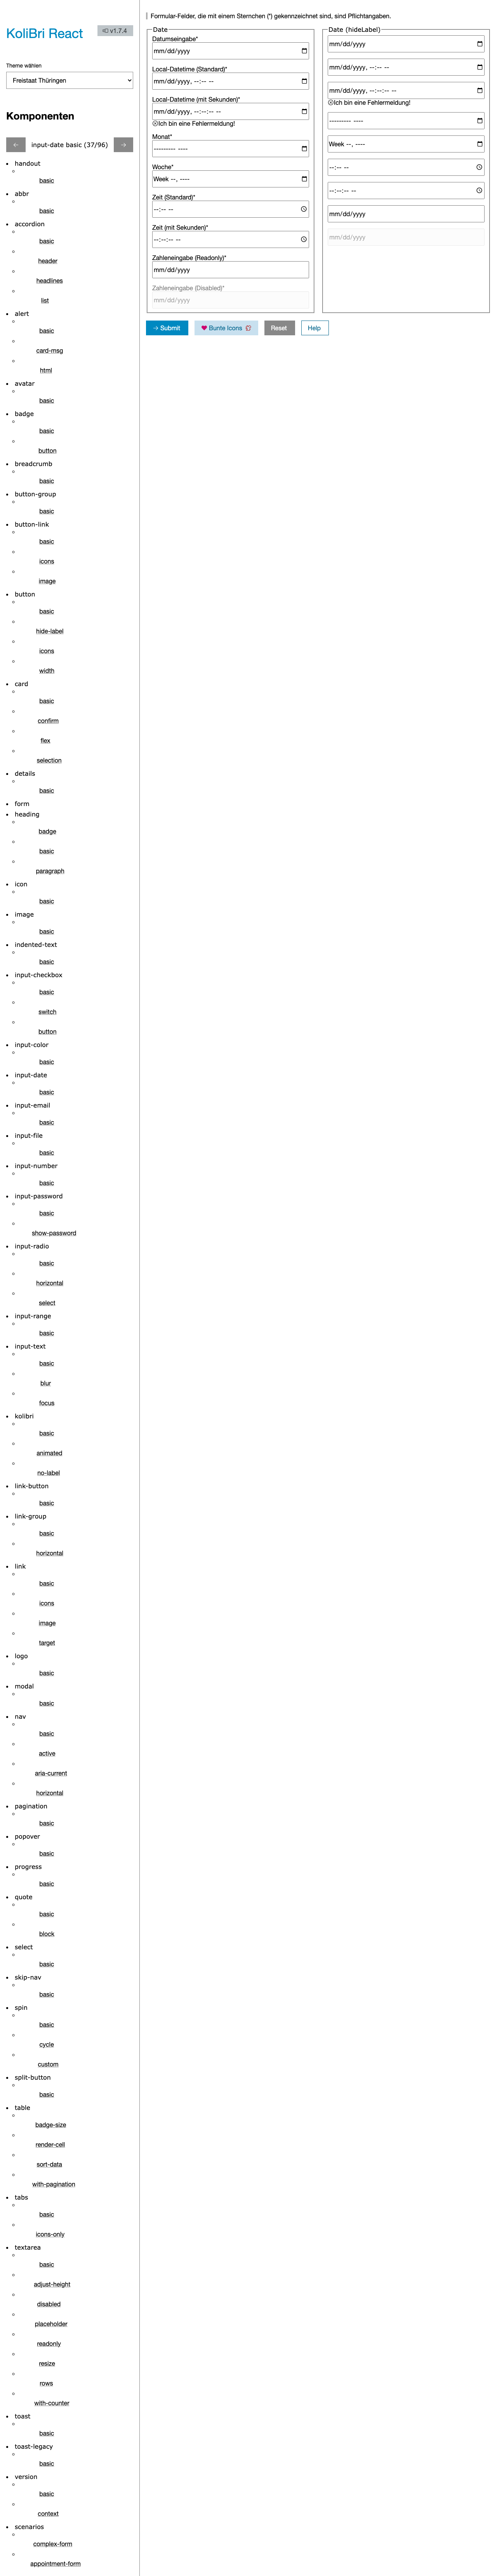 KoliBri React
v1.7.4
Theme wählen
Freistaat Thüringen
Komponenten
input-date basic (37/96)
handout
basic
abbr
basic
accordion
basic
header
headlines
list
alert
basic
card-msg
html
avatar
basic
badge
basic
button
breadcrumb
basic
button-group
basic
button-link
basic
icons
image
button
basic
hide-label
icons
width
card
basic
confirm
flex
selection
details
basic
form
heading
badge
basic
paragraph
icon
basic
image
basic
indented-text
basic
input-checkbox
basic
switch
button
input-color
basic
input-date
basic
input-email
basic
input-file
basic
input-number
basic
input-password
basic
show-password
input-radio
basic
horizontal
select
input-range
basic
input-text
basic
blur
focus
kolibri
basic
animated
no-label
link-button
basic
link-group
basic
horizontal
link
basic
icons
image
target
logo
basic
modal
basic
nav
basic
active
aria-current
horizontal
pagination
basic
popover
basic
progress
basic
quote
basic
block
select
basic
skip-nav
basic
spin
basic
cycle
custom
split-button
basic
table
badge-size
render-cell
sort-data
with-pagination
tabs
basic
icons-only
textarea
basic
adjust-height
disabled
placeholder
readonly
resize
rows
with-counter
toast
basic
toast-legacy
basic
version
basic
context
scenarios
complex-form
appointment-form
Formular-Felder, die mit einem Sternchen (*) gekennzeichnet sind, sind Pflichtangaben.
Date
Datumseingabe*
mm/dd/yyyy
Local-Datetime (Standard)*
mm/dd/yyyy, --:-- --
Local-Datetime (mit Sekunden)*
mm/dd/yyyy, --:--:-- --
Ich bin eine Fehlermeldung!
Monat*
--------- ----
Woche*
Week --, ----
Zeit (Standard)*
--:-- --
Zeit (mit Sekunden)*
--:--:-- --
Zahleneingabe (Readonly)*
mm/dd/yyyy
Zahleneingabe (Disabled)*
mm/dd/yyyy
Date (hideLabel)
mm/dd/yyyy
mm/dd/yyyy, --:-- --
mm/dd/yyyy, --:--:-- --
Ich bin eine Fehlermeldung!
--------- ----
Week --, ----
--:-- --
--:--:-- --
mm/dd/yyyy
mm/dd/yyyy
Submit
Bunte Icons
Reset
Help